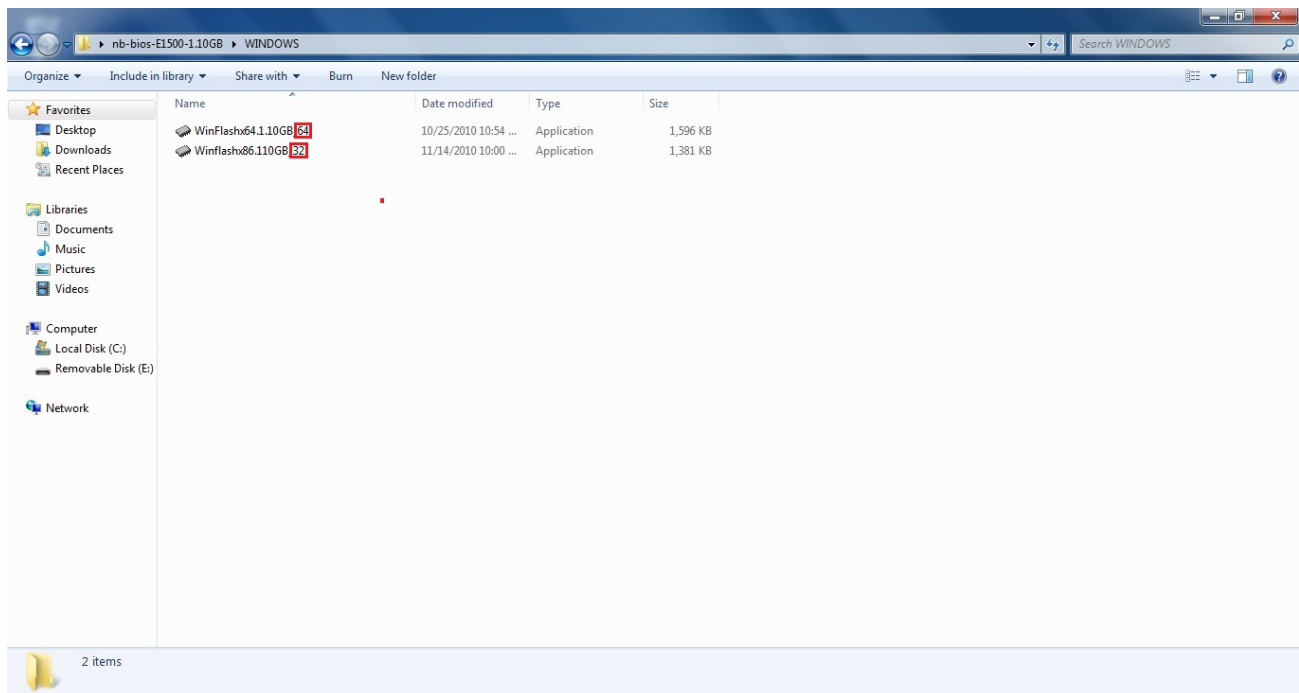 nb-bios-E1500-1.10GB WINDOWS
Search WINDOWS
Organize Include in library Share with Burn New folder
Favorites
Desktop
Downloads
Recent Places
Libraries
Documents
Music
Pictures
Videos
Computer
Local Disk (C:)
Removable Disk (E:)
Network
Name Date modified Type Size
WinFlashx64.1.10GB 64 10/25/2010 10:54 ... Application 1,596 KB
Winflashx86.110GB 32 11/14/2010 10:00 ... Application 1,381 KB
2 items